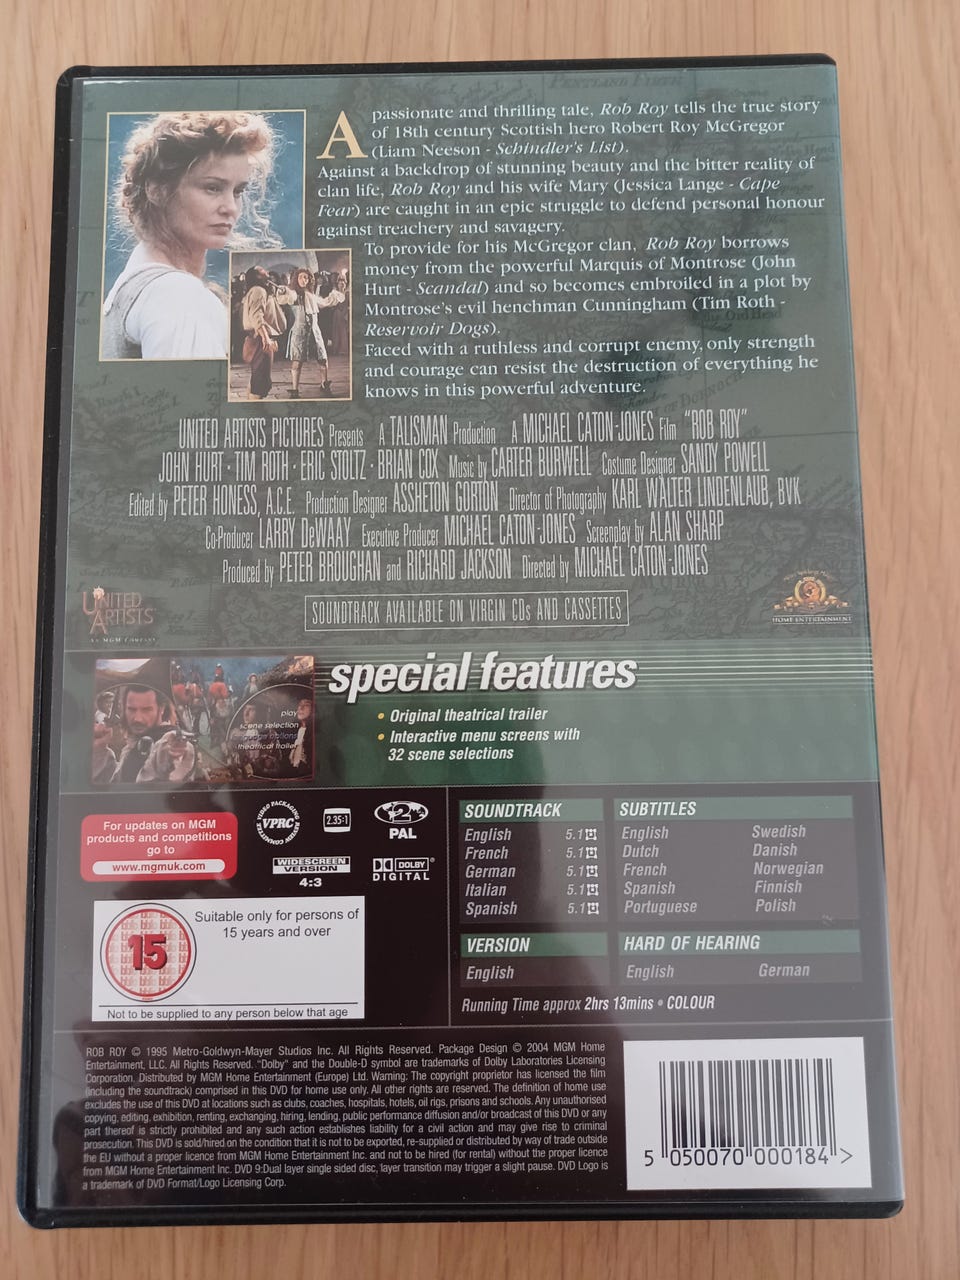 A passionate and thrilling tale, Rob Roy tells the true story
of 18th century Scottish hero Robert Roy McGregor
(Liam Neeson - Schindler's List).
Against a backdrop of stunning beauty and the bitter reality of
clan life, Rob Roy and his wife Mary (Jessica Lange - Cape
Fear) are caught in an epic struggle to defend personal honour
against treachery and savagery.
To provide for his McGregor clan, Rob Roy borrows
money from the powerful Marquis of Montrose (John
Hurt - Scandal) and so becomes embroiled in a plot by
Montrose's evil henchman Cunningham (Tim Roth -
Reservoir Dogs).
Faced with a ruthless and corrupt enemy, only strength
and courage can resist the destruction of everything he
knows in this powerful adventure.
UNITED ARTISTS PICTURES Presents A TALISMAN Production A MICHAEL CATON-JONES Film "ROB ROY"
JOHN HURT · TIM ROTH · ERIC STOLTZ · BRIAN COX Music by CARTER BURWELL Costume Designer SANDY POWELL
Edited by PETER HONESS, A.C.E. Production Designer ASSHETON GORTON Director of Photography KARL WALTER LINDENLAUB, BVK
Co-Producer LARRY DeWAAY Executive Producer MICHAEL CATON-JONES Screenplay by ALAN SHARP
Produced by PETER BROUGHAN and RICHARD JACKSON Directed by MICHAEL CATON-JONES
UNITED
ARTISTS
AN MGM COMPANY
SOUNDTRACK AVAILABLE ON VIRGIN CDs AND CASSETTES
HOME ENTERTAINMENT
special features
• Original theatrical trailer
• Interactive menu screens with
32 scene selections
play
scene selection
language options
theatrical trailer
For updates on MGM
products and competitions
go to
www.mgmuk.com
VIDEO PACKAGING REVIEW COMMITTEE
VPRC
2.35:1
2
PAL
WIDESCREEN
VERSION
4:3
DOLBY
DIGITAL
15
Suitable only for persons of
15 years and over
Not to be supplied to any person below that age
SOUNDTRACK
English 5.1
French 5.1
German 5.1
Italian 5.1
Spanish 5.1
SUBTITLES
English Swedish
Dutch Danish
French Norwegian
Spanish Finnish
Portuguese Polish
VERSION
English
HARD OF HEARING
English German
Running Time approx 2hrs 13mins • COLOUR
ROB ROY © 1995 Metro-Goldwyn-Mayer Studios Inc. All Rights Reserved. Package Design © 2004 MGM Home
Entertainment, LLC. All Rights Reserved. "Dolby" and the Double-D symbol are trademarks of Dolby Laboratories Licensing
Corporation. Distributed by MGM Home Entertainment (Europe) Ltd. Warning: The copyright proprietor has licensed the film
(including the soundtrack) comprised in this DVD for home use only. All other rights are reserved. The definition of home use
excludes the use of this DVD at locations such as clubs, coaches, hospitals, hotels, oil rigs, prisons and schools. Any unauthorised
copying, editing, exhibition, renting, exchanging, hiring, lending, public performance diffusion and/or broadcast of this DVD or any
part thereof is strictly prohibited and any such action establishes liability for a civil action and may give rise to criminal
prosecution. This DVD is sold/hired on the condition that it is not to be exported, re-supplied or distributed by way of trade outside
the EU without a proper licence from MGM Home Entertainment Inc. and not to be hired (for rental) without the proper licence
from MGM Home Entertainment Inc. DVD 9:Dual layer single sided disc, layer transition may trigger a slight pause. DVD Logo is
a trademark of DVD Format/Logo Licensing Corp.
5 050070 000184 >